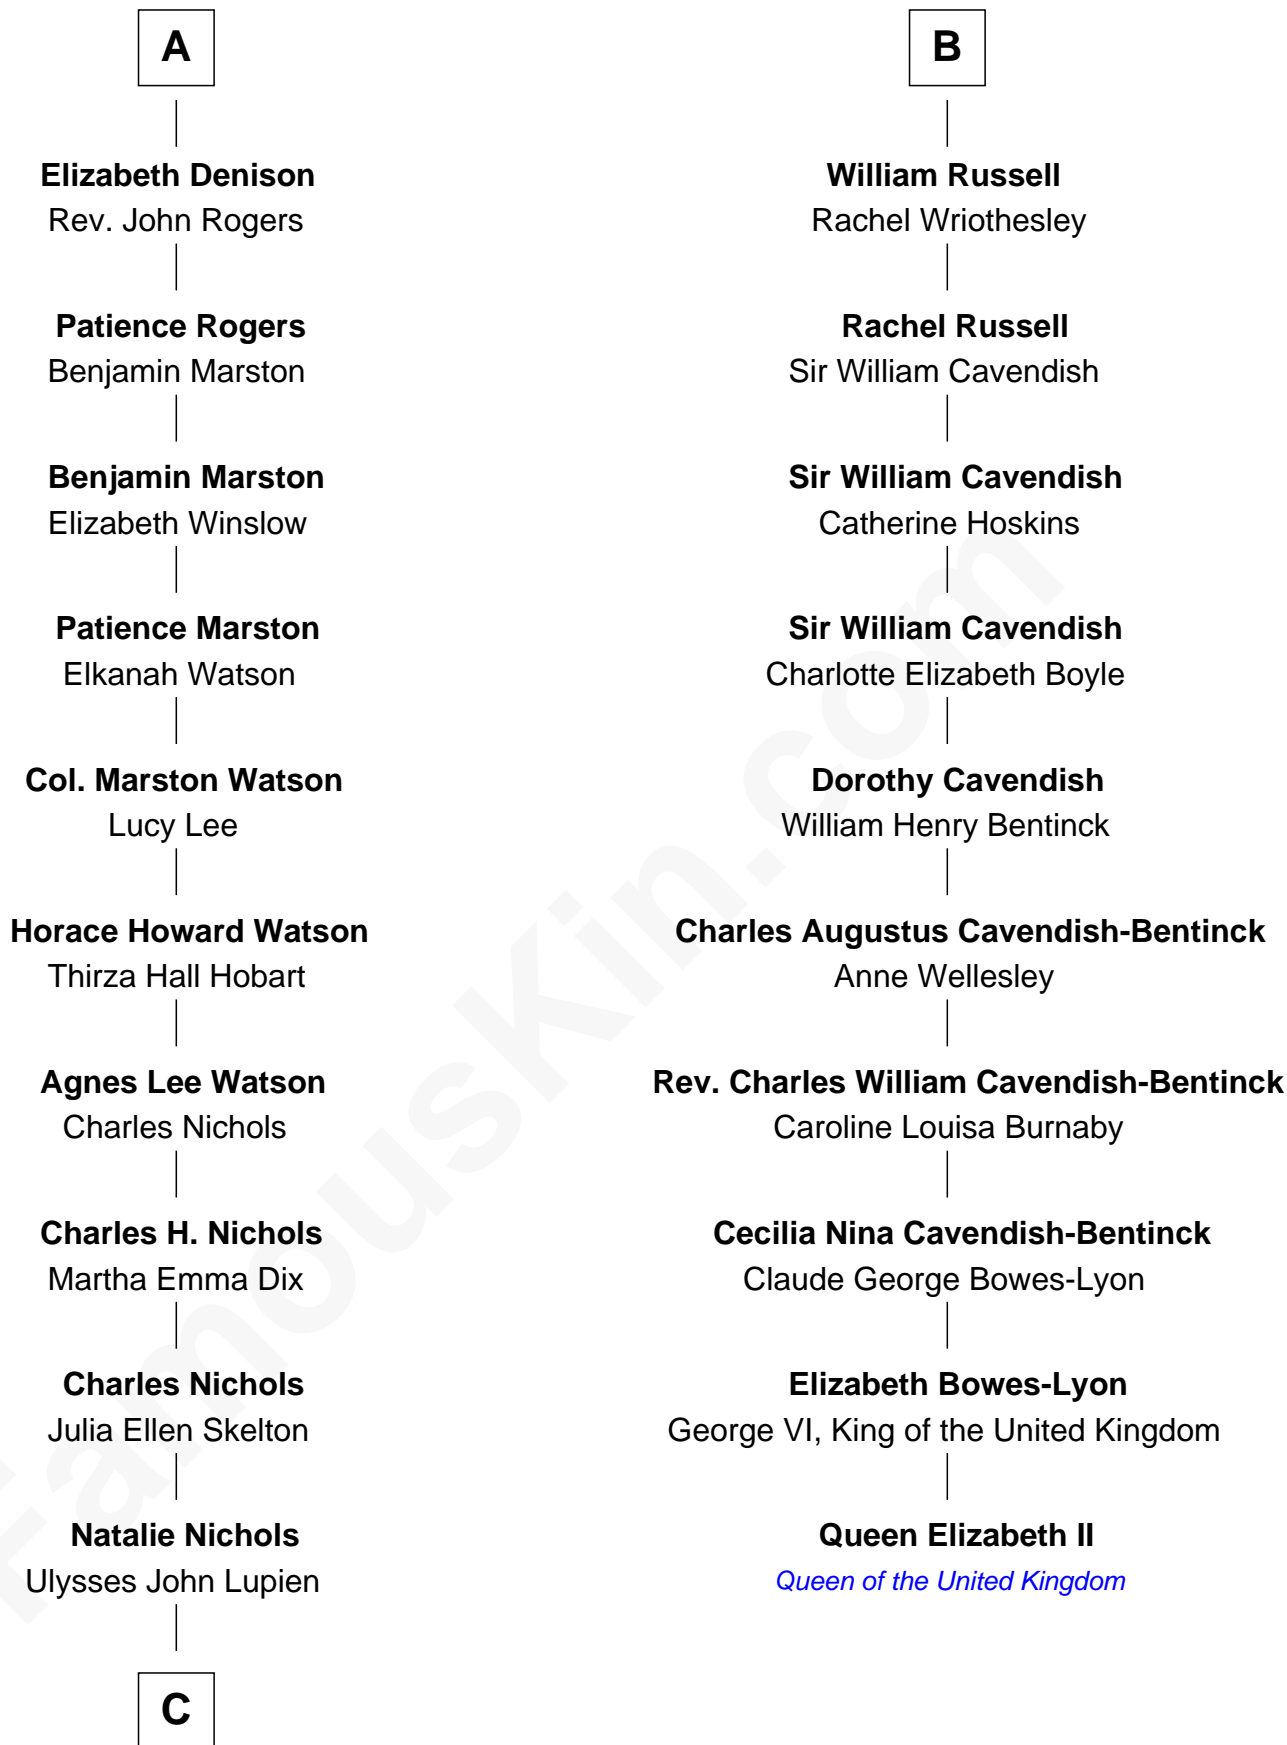 A
Elizabeth Denison
Rev. John Rogers
Patience Rogers
Benjamin Marston
Benjamin Marston
Elizabeth Winslow
Patience Marston
Elkanah Watson
Col. Marston Watson
Lucy Lee
Horace Howard Watson
Thirza Hall Hobart
Agnes Lee Watson
Charles Nichols
Charles H. Nichols
Martha Emma Dix
Charles Nichols
Julia Ellen Skelton
Natalie Nichols
Ulysses John Lupien
C
B
William Russell
Rachel Wriothesley
Rachel Russell
Sir William Cavendish
Sir William Cavendish
Catherine Hoskins
Sir William Cavendish
Charlotte Elizabeth Boyle
Dorothy Cavendish
William Henry Bentinck
Charles Augustus Cavendish-Bentinck
Anne Wellesley
Rev. Charles William Cavendish-Bentinck
Caroline Louisa Burnaby
Cecilia Nina Cavendish-Bentinck
Claude George Bowes-Lyon
Elizabeth Bowes-Lyon
George VI, King of the United Kingdom
Queen Elizabeth II
Queen of the United Kingdom
FamousKin.com